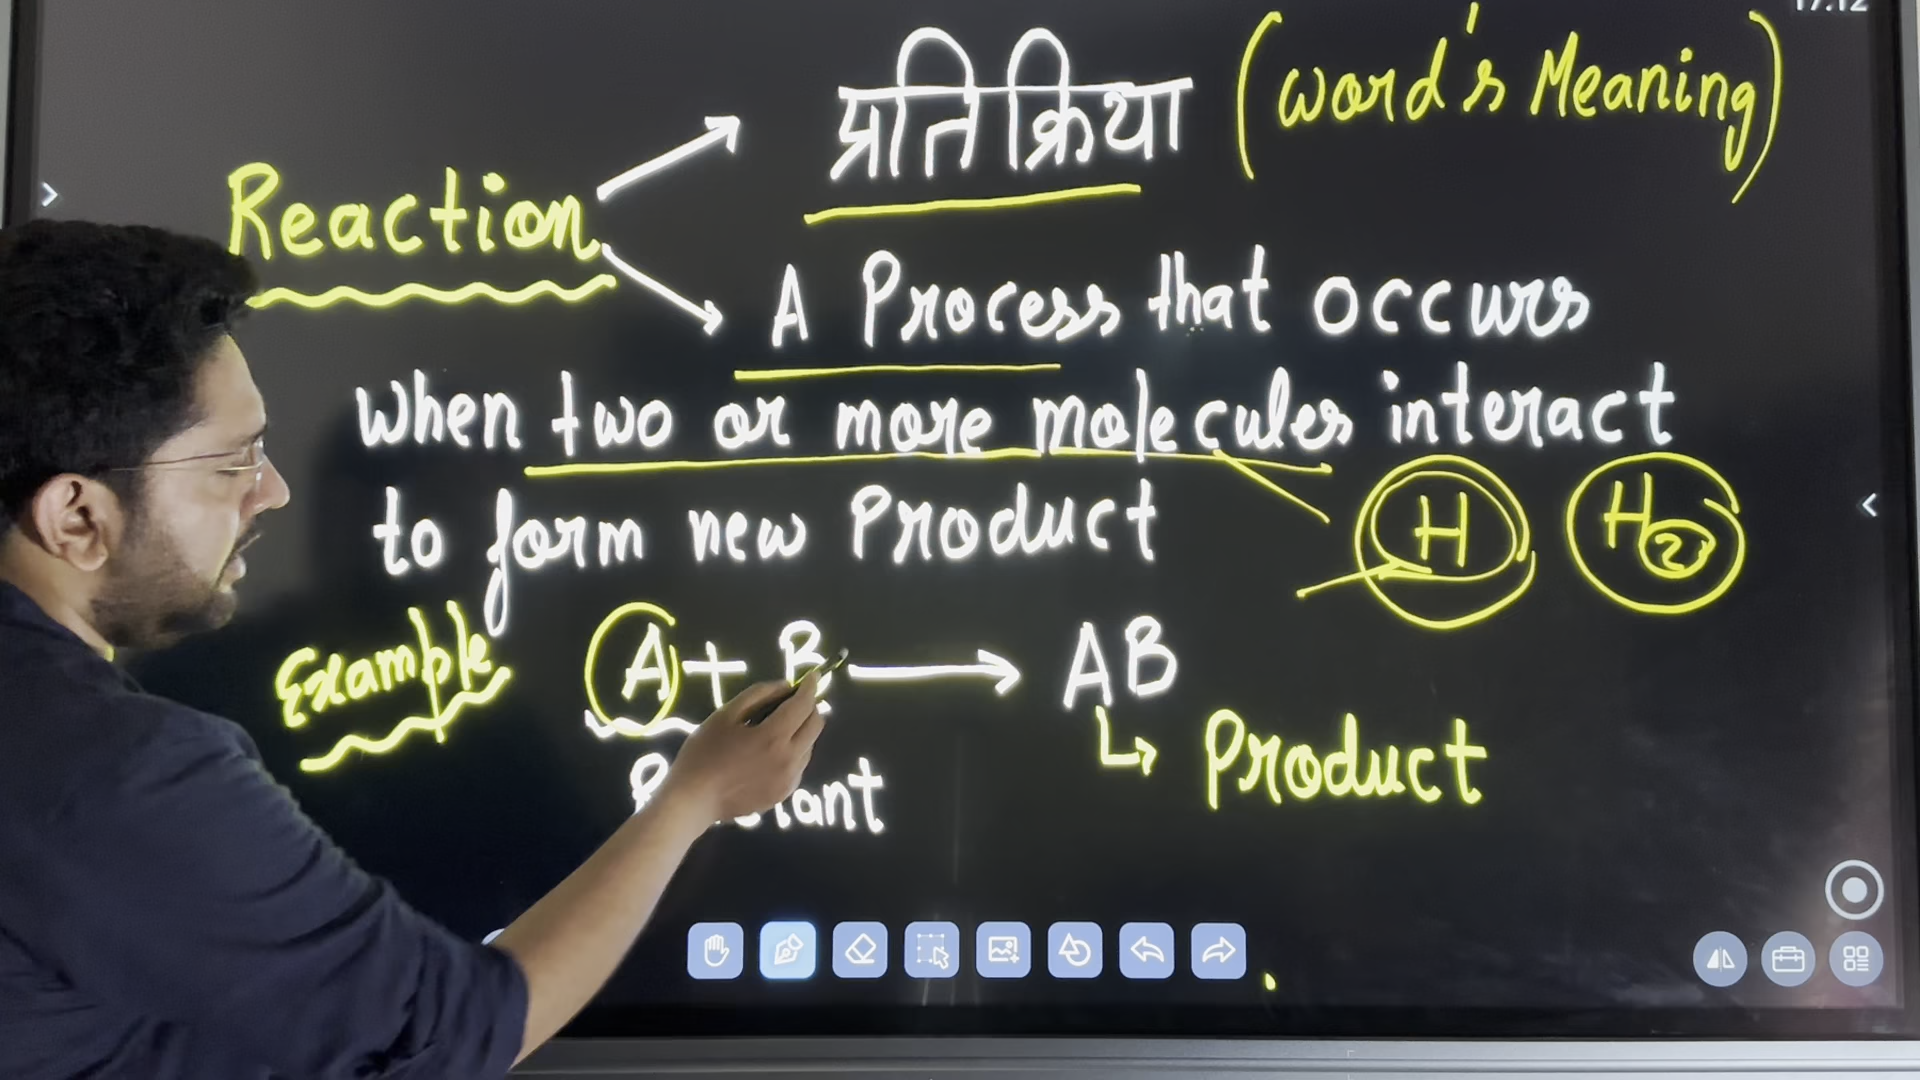 प्रतिक्रिया (Word's Meaning)
Reaction
A Process that occurs
When two or more molecules interact
to form new Product
H H2
Example A + B → AB
Product